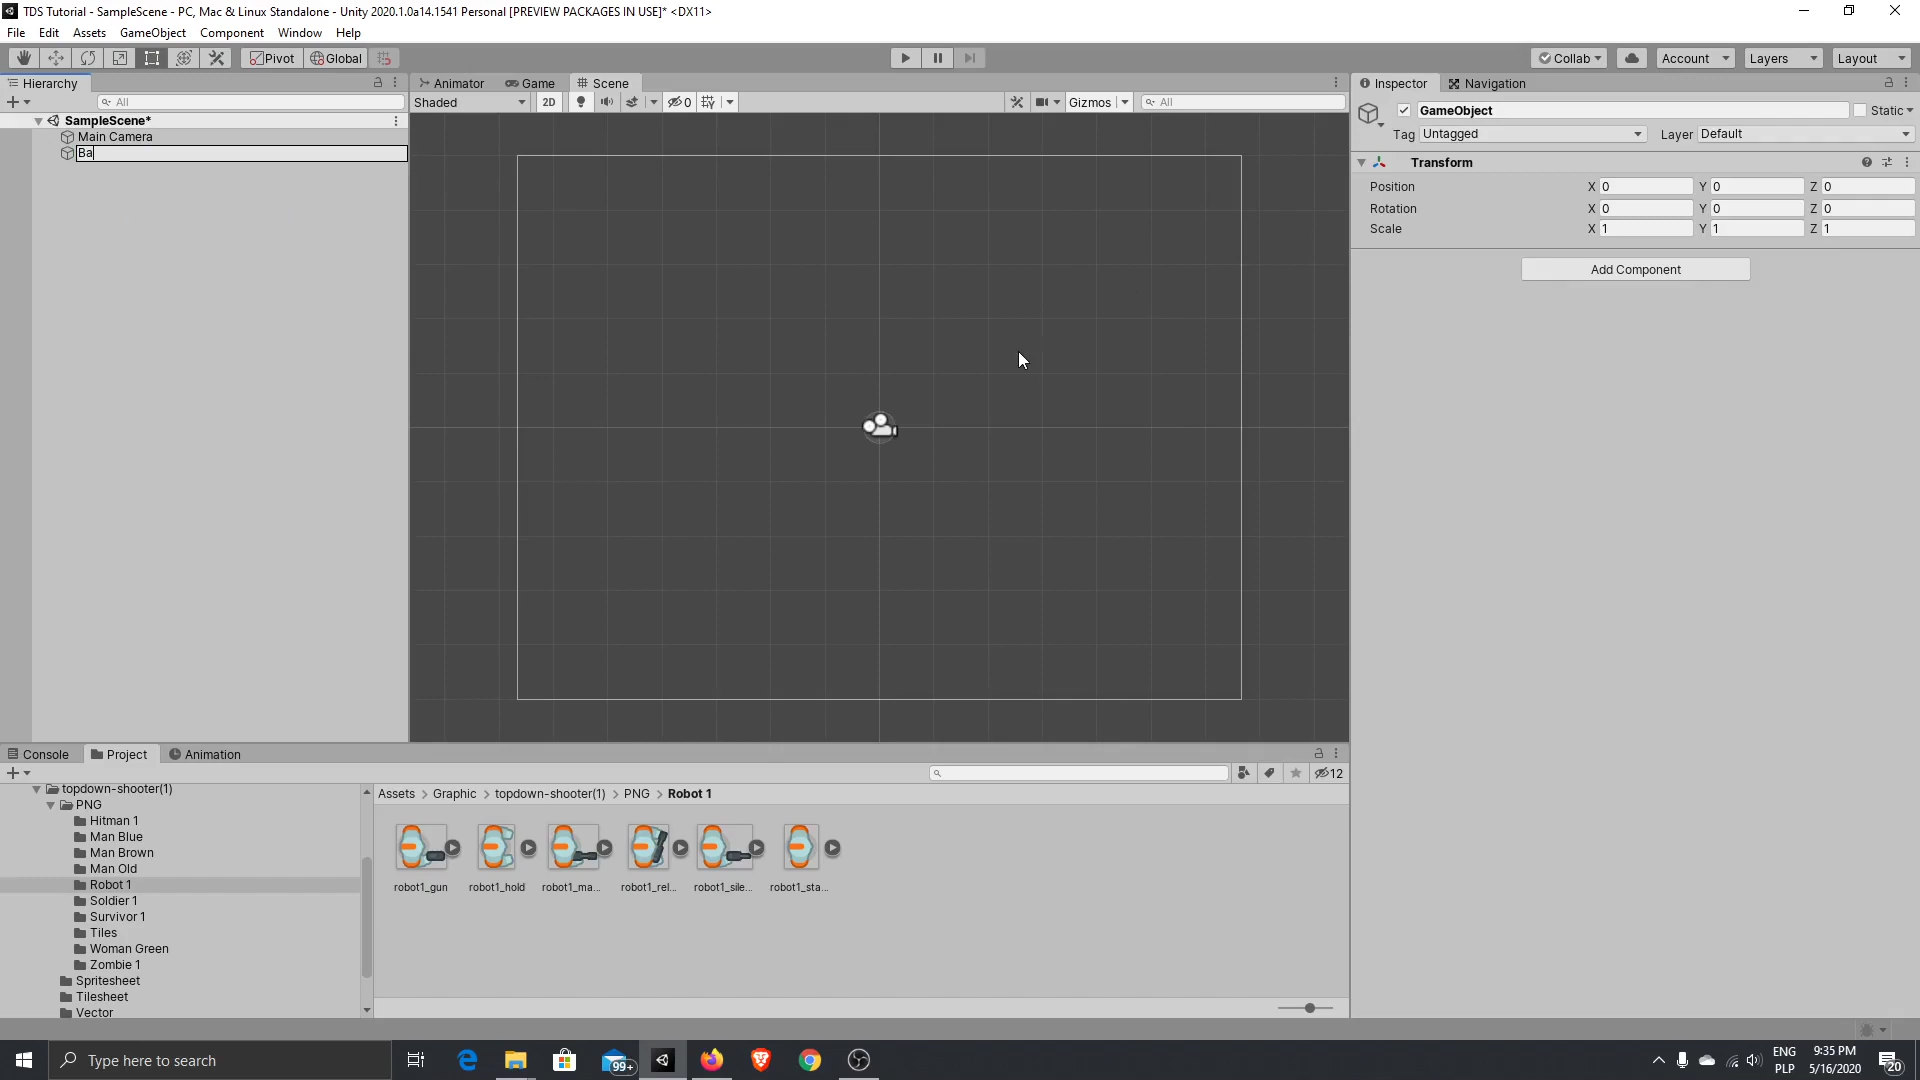 TDS Tutorial - SampleScene - PC, Mac & Linux Standalone - Unity 2020.1.0a14.1541 Personal [PREVIEW PACKAGES IN USE]* <DX11>
File Edit Assets GameObject Component Window Help
Pivot Global Collab Account Layers Layout
Hierarchy
All
SampleScene*
Main Camera
Ba
Animator Game Scene
Shaded 2D 0 Gizmos All
Inspector Navigation
GameObject Static
Tag Untagged Layer Default
Transform
Position X 0 Y 0 Z 0
Rotation X 0 Y 0 Z 0
Scale X 1 Y 1 Z 1
Add Component
Console Project Animation
12
topdown-shooter(1)
PNG
Hitman 1
Man Blue
Man Brown
Man Old
Robot 1
Soldier 1
Survivor 1
Tiles
Woman Green
Zombie 1
Spritesheet
Tilesheet
Vector
Assets > Graphic > topdown-shooter(1) > PNG > Robot 1
robot1_gun robot1_hold robot1_ma... robot1_rel... robot1_sile... robot1_sta...
Type here to search
99+
ENG
PLP
9:35 PM
5/16/2020
20